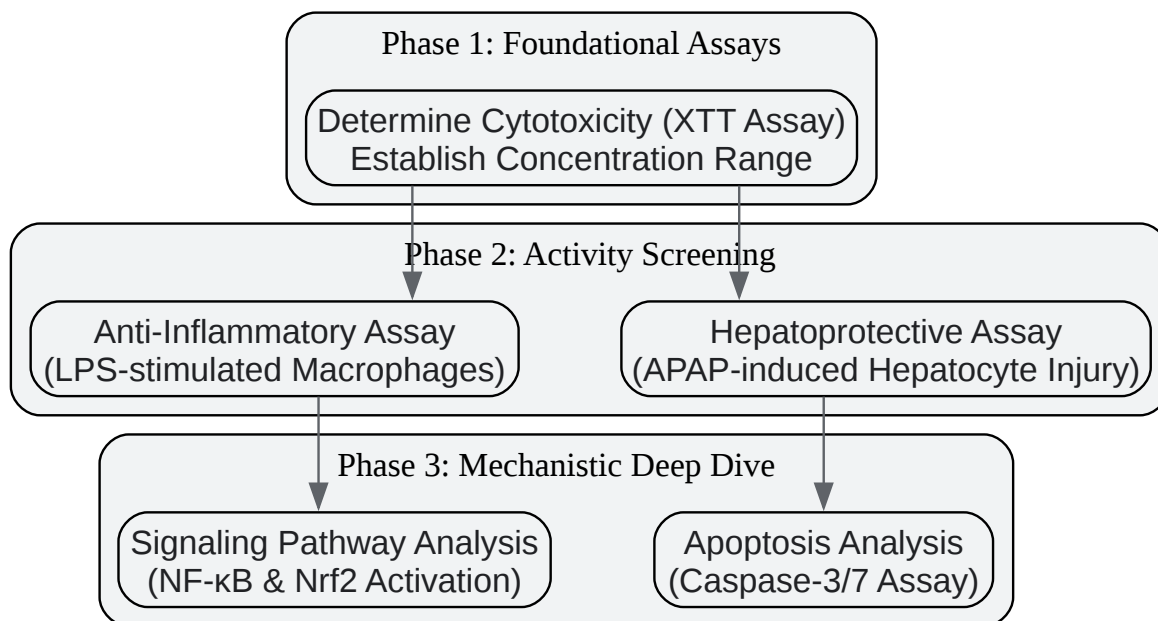 Phase 1: Foundational Assays
Determine Cytotoxicity (XTT Assay)
Establish Concentration Range
Phase 2: Activity Screening
Anti-Inflammatory Assay
(LPS-stimulated Macrophages)
Hepatoprotective Assay
(APAP-induced Hepatocyte Injury)
Phase 3: Mechanistic Deep Dive
Signaling Pathway Analysis
(NF-κB & Nrf2 Activation)
Apoptosis Analysis
(Caspase-3/7 Assay)